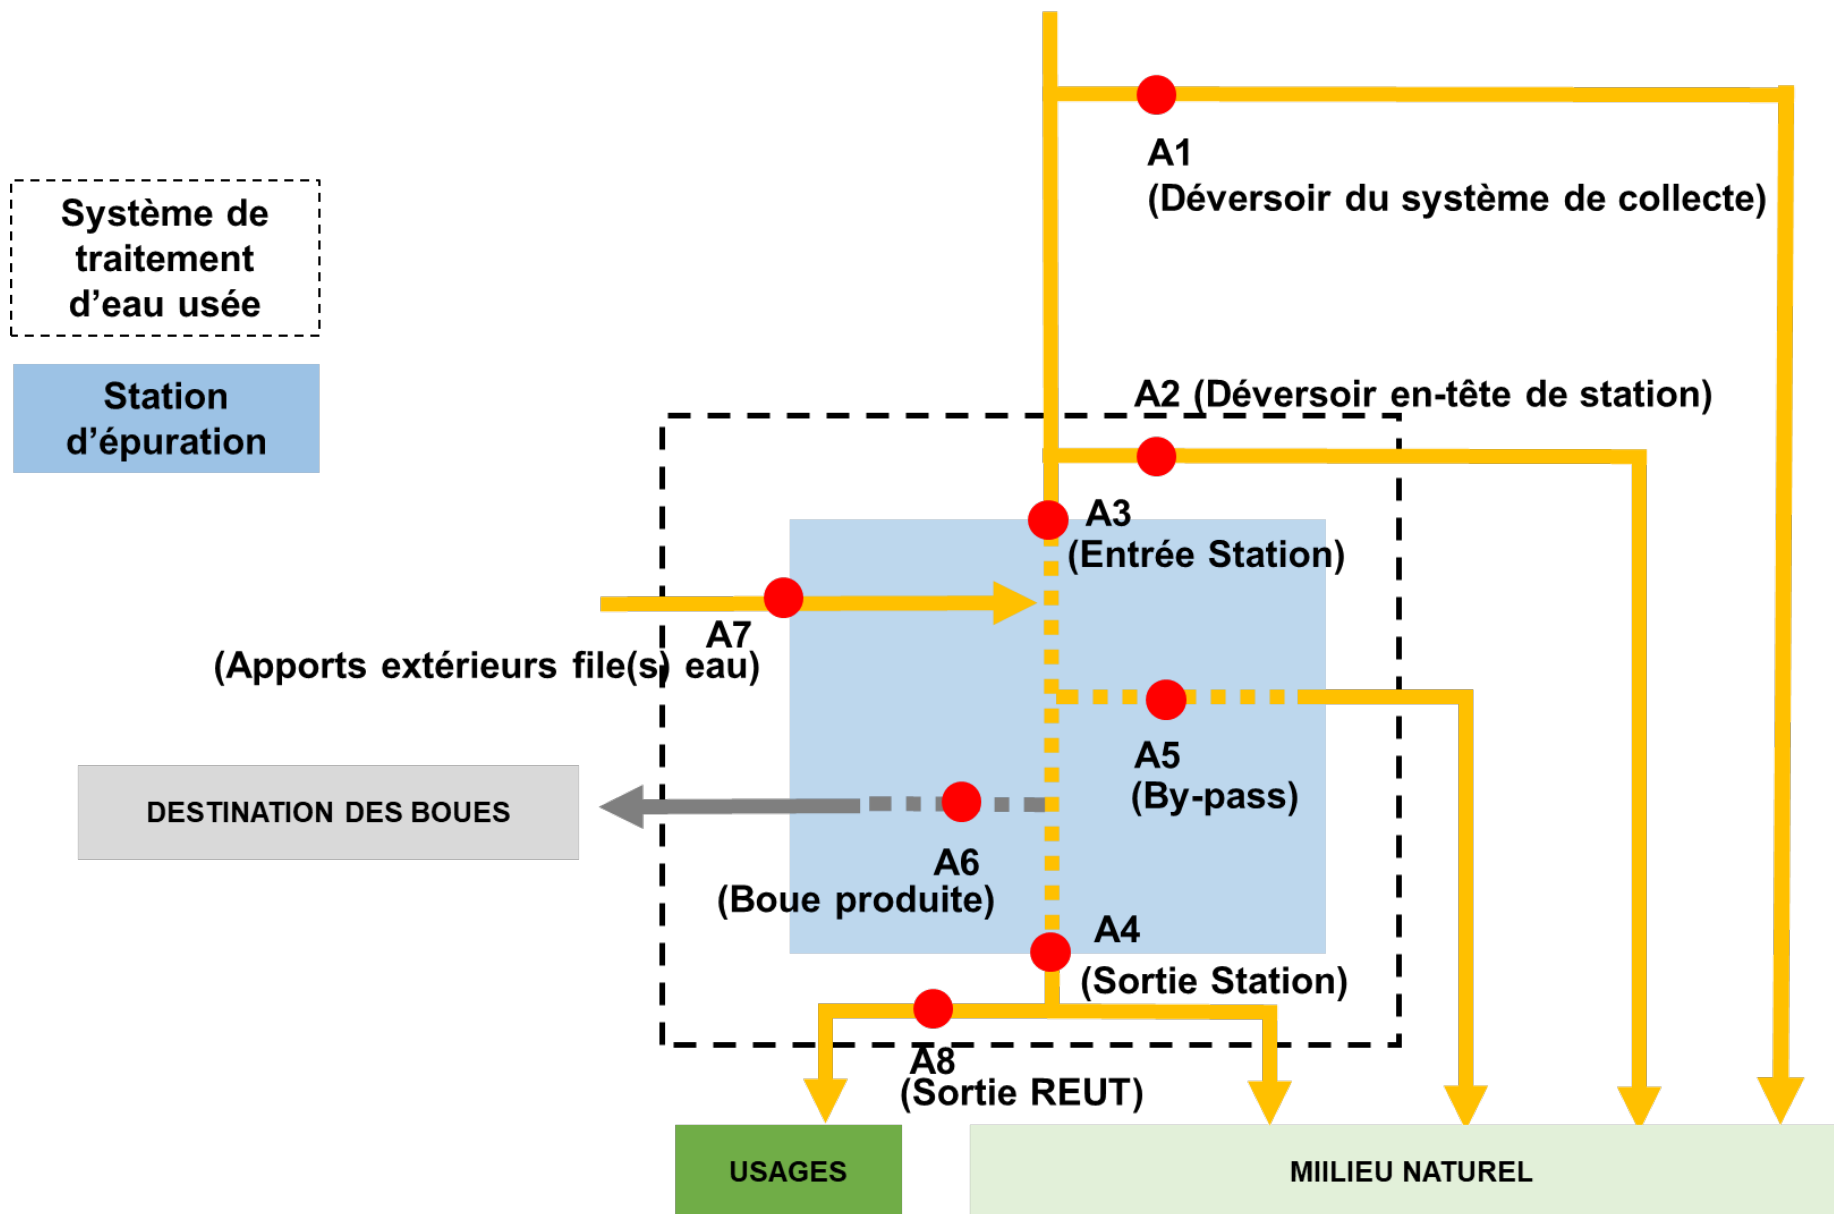 A1
(Déversoir du système de collecte)
Système de
traitement
d’eau usée
Station
d’épuration
A2 (Déversoir en-tête de station)
A3
(Entrée Station)
A7
(Apports extérieurs file(s) eau)
A5
(By-pass)
DESTINATION DES BOUES
A6
(Boue produite)
A4
(Sortie Station)
A8
(Sortie REUT)
USAGES
MIILIEU NATUREL